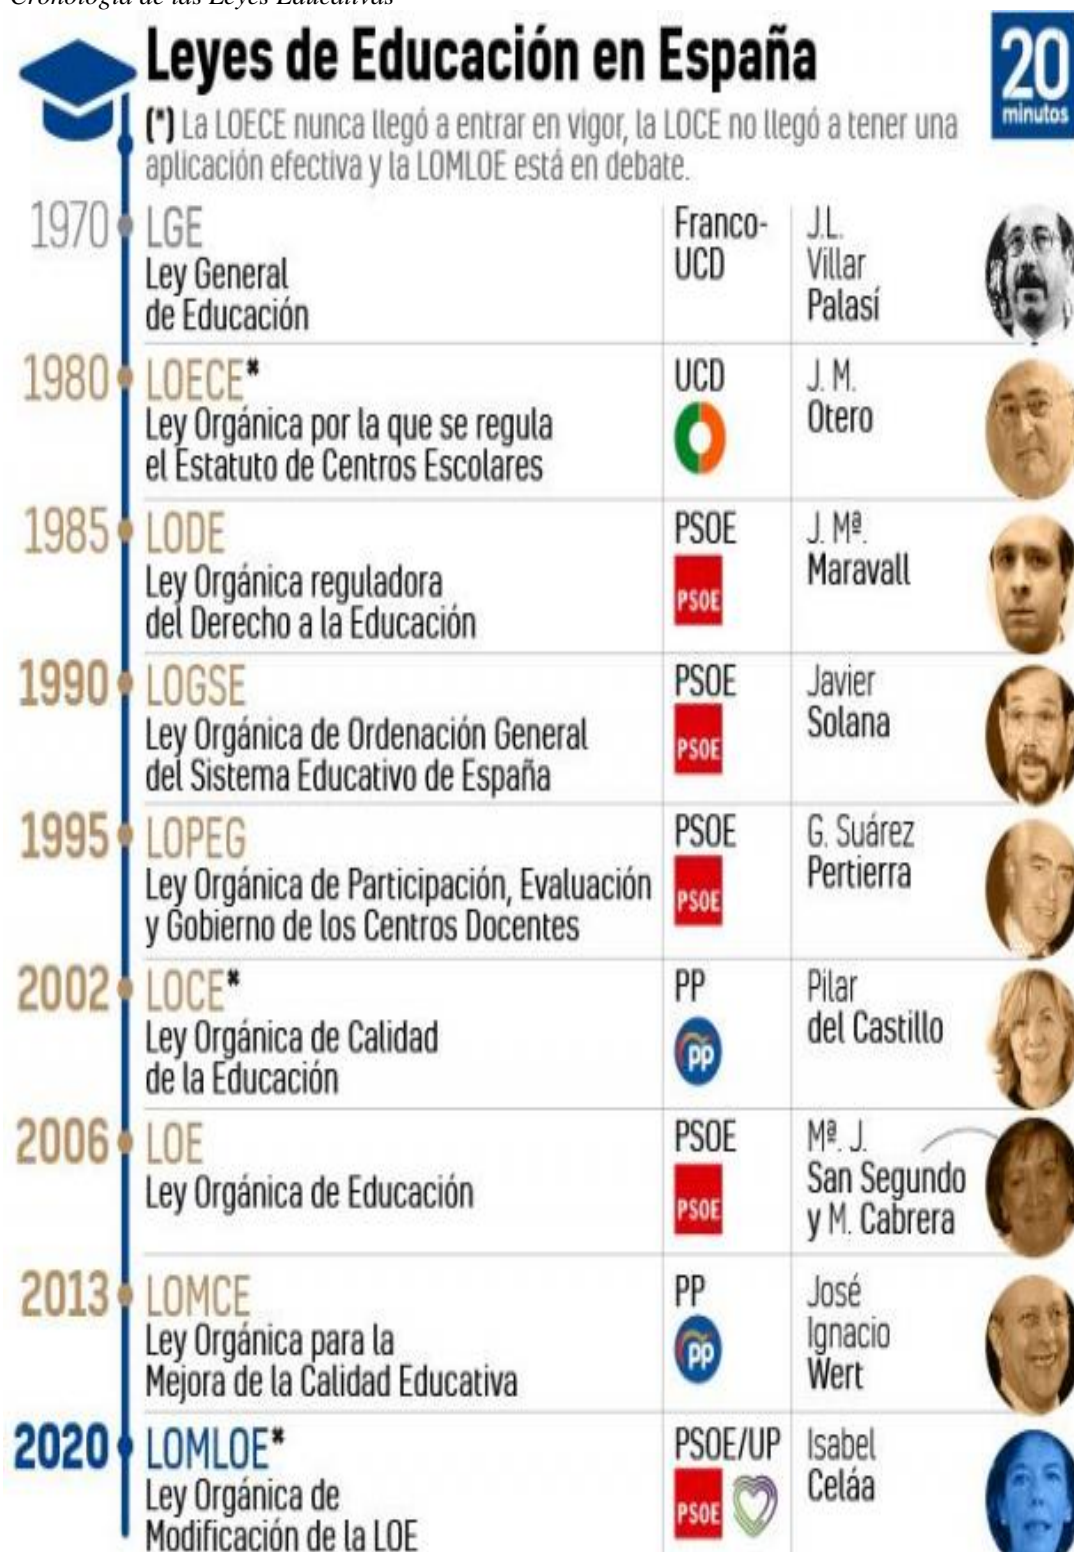 Cronología de las Leyes Educativas
Leyes de Educación en España
20
minutos
(*) La LOECE nunca llegó a entrar en vigor, la LOCE no llegó a tener una
aplicación efectiva y la LOMLOE está en debate.
1970
LGE
Ley General
de Educación
Franco-
UCD
J.L.
Villar
Palasí
1980
LOECE*
Ley Orgánica por la que se regula
el Estatuto de Centros Escolares
UCD
J. M.
Otero
1985
LODE
Ley Orgánica reguladora
del Derecho a la Educación
PSOE
PSOE
J. Mª.
Maravall
1990
LOGSE
Ley Orgánica de Ordenación General
del Sistema Educativo de España
PSOE
PSOE
Javier
Solana
1995
LOPEG
Ley Orgánica de Participación, Evaluación
y Gobierno de los Centros Docentes
PSOE
PSOE
G. Suárez
Pertierra
2002
LOCE*
Ley Orgánica de Calidad
de la Educación
PP
PP
Pilar
del Castillo
2006
LOE
Ley Orgánica de Educación
PSOE
PSOE
Mª. J.
San Segundo
y M. Cabrera
2013
LOMCE
Ley Orgánica para la
Mejora de la Calidad Educativa
PP
PP
José
Ignacio
Wert
2020
LOMLOE*
Ley Orgánica de
Modificación de la LOE
PSOE/UP
PSOE
Isabel
Celáa